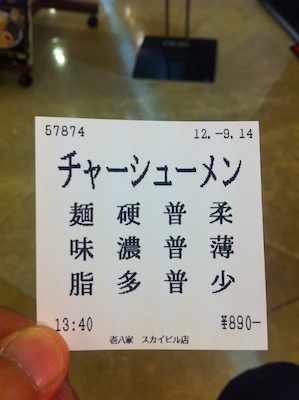 57874 12.-9.14
チャーシューメン
麺 硬 普 柔
味 濃 普 薄
脂 多 普 少
13:40 ¥890-
壱八家 スカイビル店